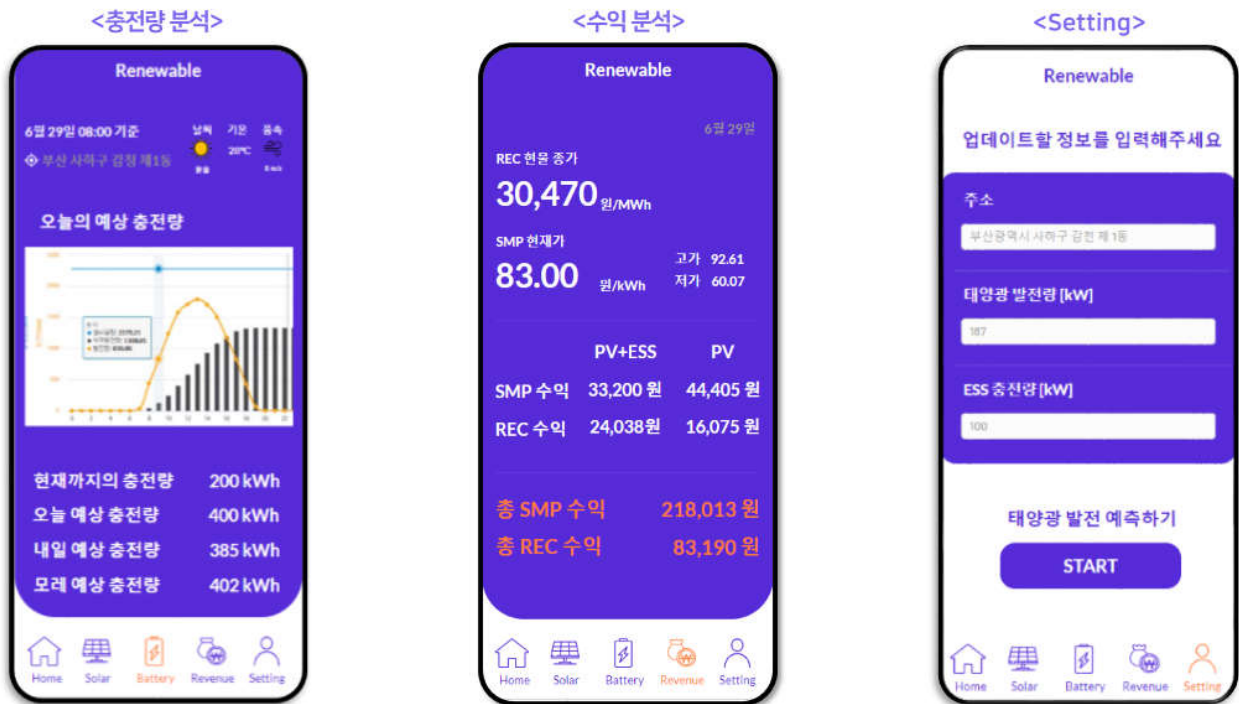 <충전량 분석>
Renewable
6월 29일 08:00 기준
날씨 기온 풍속
부산 사하구 감천 제1동
20℃
맑음
오늘의 예상 충전량
현재까지의 충전량 200 kWh
오늘 예상 충전량 400 kWh
내일 예상 충전량 385 kWh
모레 예상 충전량 402 kWh
Home Solar Battery Revenue Setting
<수익 분석>
Renewable
6월 29일
REC 현물 종가
30,470 원/MWh
SMP 현재가
83.00 원/kWh
고가 92.61
저가 60.07
PV+ESS PV
SMP 수익 33,200 원 44,405 원
REC 수익 24,038원 16,075 원
총 SMP 수익 218,013 원
총 REC 수익 83,190 원
Home Solar Battery Revenue Setting
<Setting>
Renewable
업데이트할 정보를 입력해주세요
주소
부산광역시 사하구 감천 제 1동
태양광 발전량 [kW]
187
ESS 충전량 [kW]
100
태양광 발전 예측하기
START
Home Solar Battery Revenue Setting